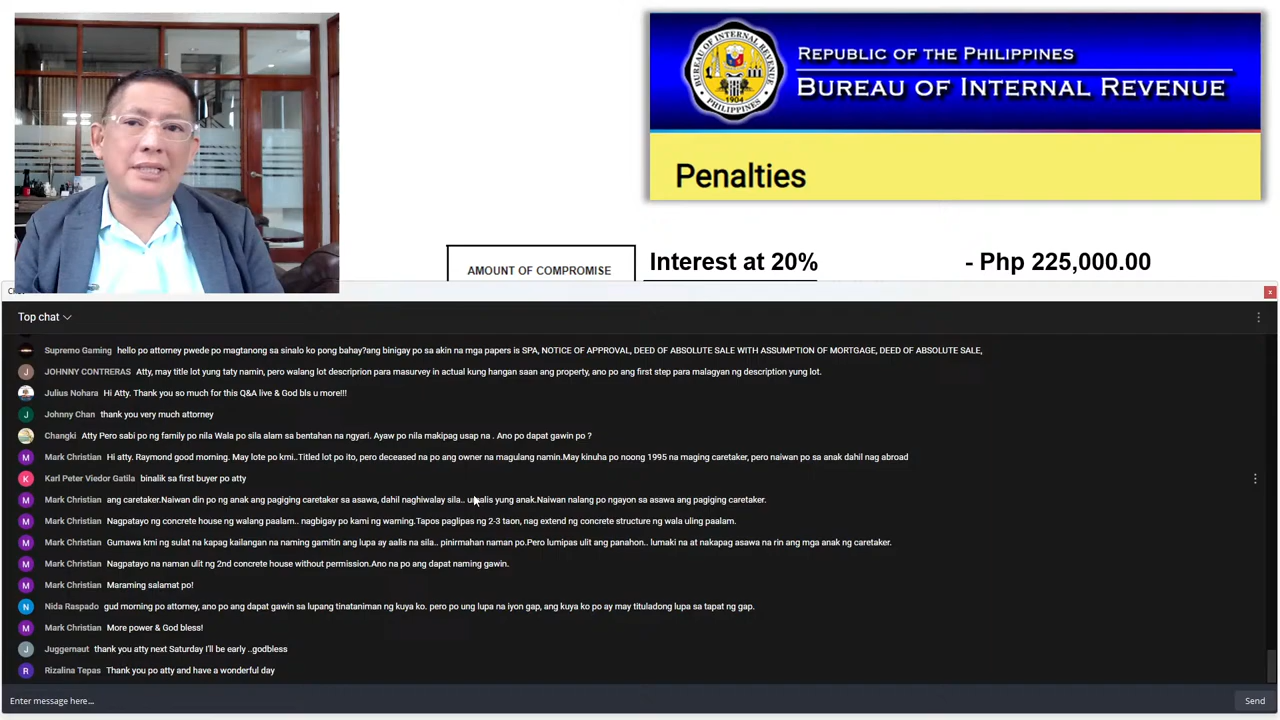 REPUBLIC OF THE PHILIPPINES
BUREAU OF INTERNAL REVENUE
BUREAU OF INTERNAL REVENUE
1904
PHILIPPINES
Penalties
AMOUNT OF COMPROMISE
Interest at 20% - Php 225,000.00
x
Top chat
Supremo Gaming hello po attorney pwede po magtanong sa sinalo ko pong bahay?ang binigay po sa akin na mga papers is SPA, NOTICE OF APPROVAL, DEED OF ABSOLUTE SALE WITH ASSUMPTION OF MORTGAGE, DEED OF ABSOLUTE SALE,
J JOHNNY CONTRERAS Atty, may title lot yung taty namin, pero walang lot descriprion para masurvey in actual kung hangan saan ang property, ano po ang first step para malagyan ng description yung lot.
Julius Nohara Hi Atty. Thank you so much for this Q&A live & God bls u more!!!
J Johnny Chan thank you very much attorney
Changki Atty Pero sabi po ng family po nila Wala po sila alam sa bentahan na ngyari. Ayaw po nila makipag usap na . Ano po dapat gawin po ?
M Mark Christian Hi atty. Raymond good morning. May lote po kmi..Titled lot po ito, pero deceased na po ang owner na magulang namin.May kinuha po noong 1995 na maging caretaker, pero naiwan po sa anak dahil nag abroad
K Karl Peter Viedor Gatila binalik sa first buyer po atty
M Mark Christian ang caretaker.Naiwan din po ng anak ang pagiging caretaker sa asawa, dahil naghiwalay sila.. umalis yung anak.Naiwan nalang po ngayon sa asawa ang pagiging caretaker.
M Mark Christian Nagpatayo ng concrete house ng walang paalam.. nagbigay po kami ng warning.Tapos paglipas ng 2-3 taon, nag extend ng concrete structure ng wala uling paalam.
M Mark Christian Gumawa kmi ng sulat na kapag kailangan na naming gamitin ang lupa ay aalis na sila.. pinirmahan naman po.Pero lumipas ulit ang panahon.. lumaki na at nakapag asawa na rin ang mga anak ng caretaker.
M Mark Christian Nagpatayo na naman ulit ng 2nd concrete house without permission.Ano na po ang dapat naming gawin.
M Mark Christian Maraming salamat po!
N Nida Raspado gud morning po attorney, ano po ang dapat gawin sa lupang tinataniman ng kuya ko. pero po ung lupa na iyon gap, ang kuya ko po ay may tituladong lupa sa tapat ng gap.
M Mark Christian More power & God bless!
J Juggernaut thank you atty next Saturday I'll be early ..godbless
R Rizalina Tepas Thank you po atty and have a wonderful day
Enter message here... Send